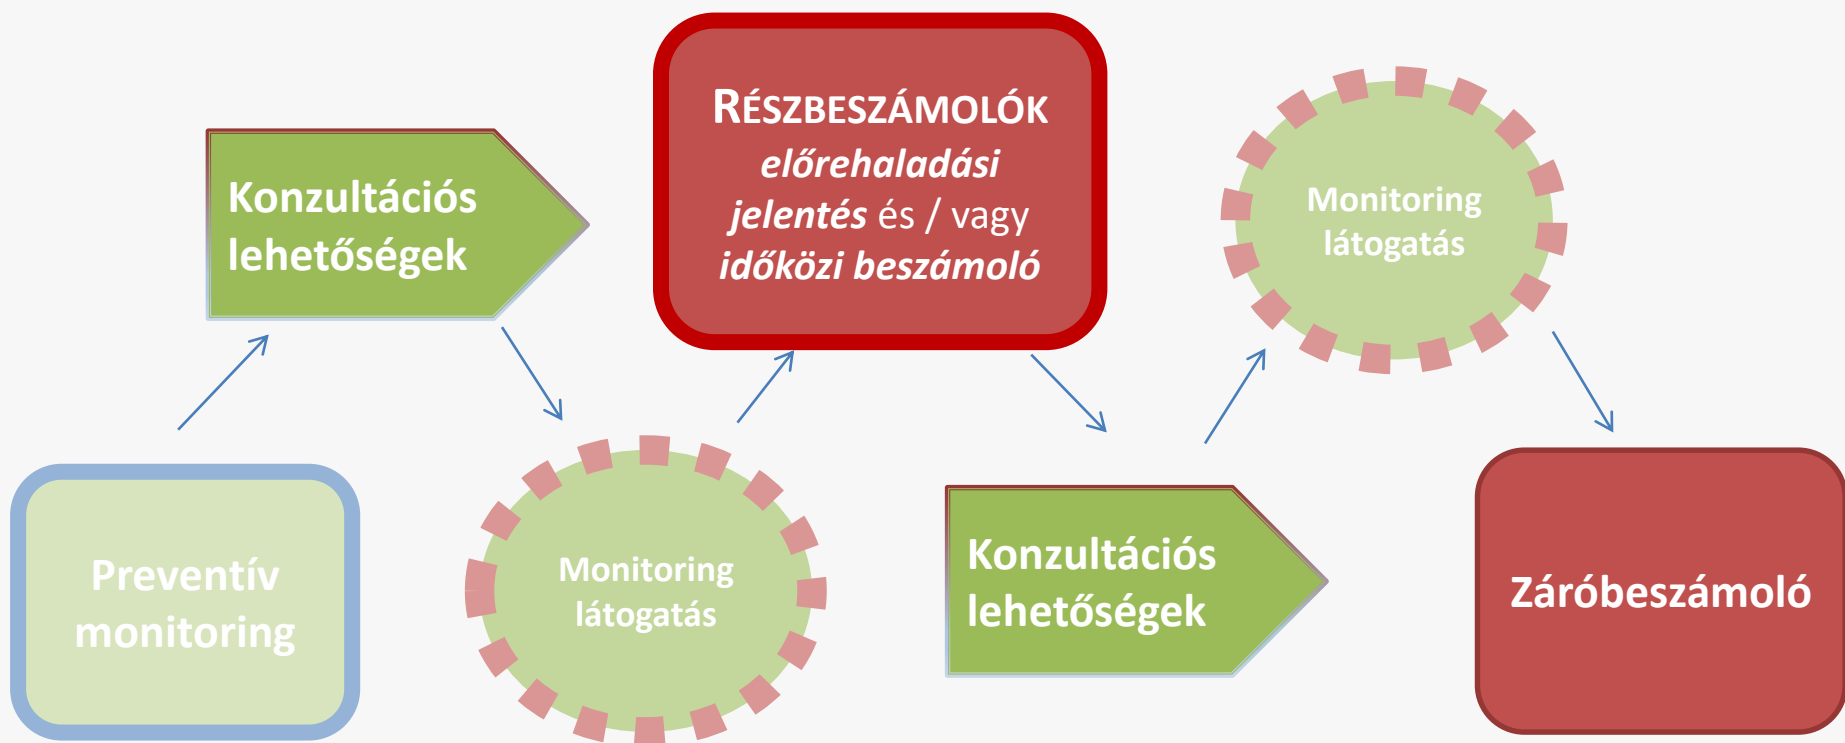 Konzultációs
lehetőségek
RÉSZBESZÁMOLÓK
előrehaladási
jelentés és / vagy
időközi beszámoló
Monitoring
látogatás
Preventív
monitoring
Monitoring
látogatás
Konzultációs
lehetőségek
Záróbeszámoló